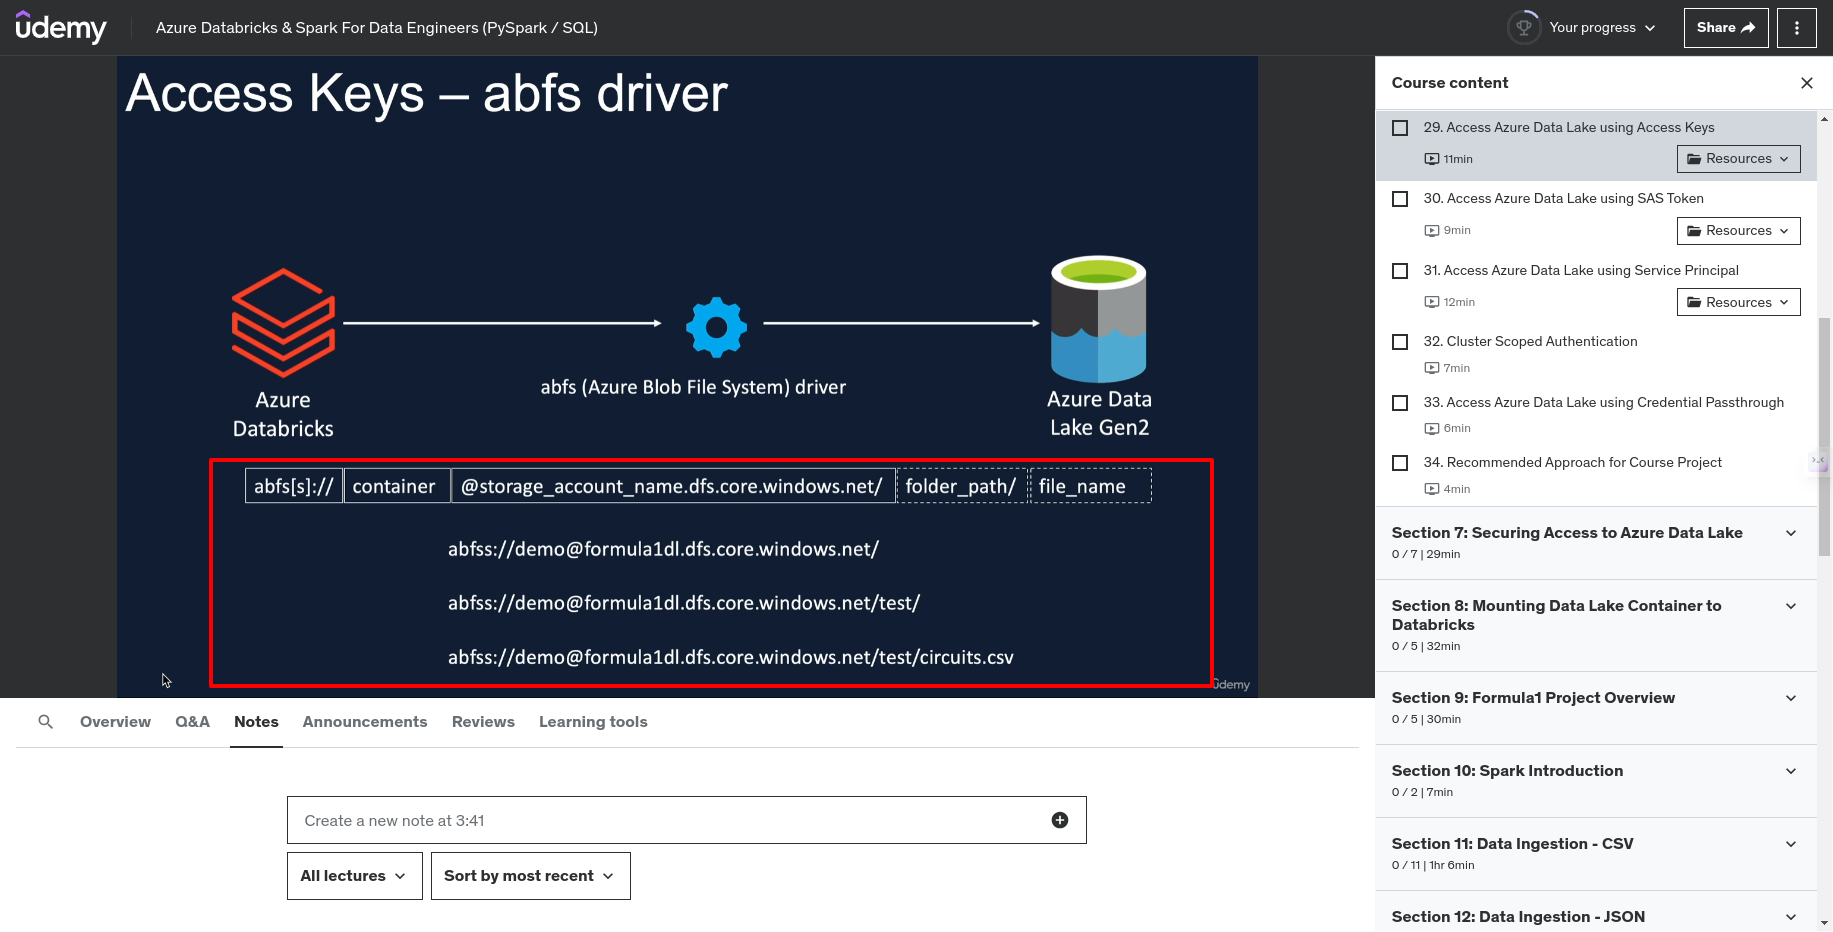 udemy
Azure Databricks & Spark For Data Engineers (PySpark / SQL)
Your progress
Share
Access Keys – abfs driver
Azure
Databricks
abfs (Azure Blob File System) driver
Azure Data
Lake Gen2
abfs[s]:// container @storage_account_name.dfs.core.windows.net/ folder_path/ file_name
abfss://demo@formula1dl.dfs.core.windows.net/
abfss://demo@formula1dl.dfs.core.windows.net/test/
abfss://demo@formula1dl.dfs.core.windows.net/test/circuits.csv
udemy
Overview Q&A Notes Announcements Reviews Learning tools
Create a new note at 3:41
All lectures Sort by most recent
Course content
29. Access Azure Data Lake using Access Keys
11min Resources
30. Access Azure Data Lake using SAS Token
9min Resources
31. Access Azure Data Lake using Service Principal
12min Resources
32. Cluster Scoped Authentication
7min
33. Access Azure Data Lake using Credential Passthrough
6min
34. Recommended Approach for Course Project
4min
Section 7: Securing Access to Azure Data Lake
0 / 7 | 29min
Section 8: Mounting Data Lake Container to
Databricks
0 / 5 | 32min
Section 9: Formula1 Project Overview
0 / 5 | 30min
Section 10: Spark Introduction
0 / 2 | 7min
Section 11: Data Ingestion - CSV
0 / 11 | 1hr 6min
Section 12: Data Ingestion - JSON